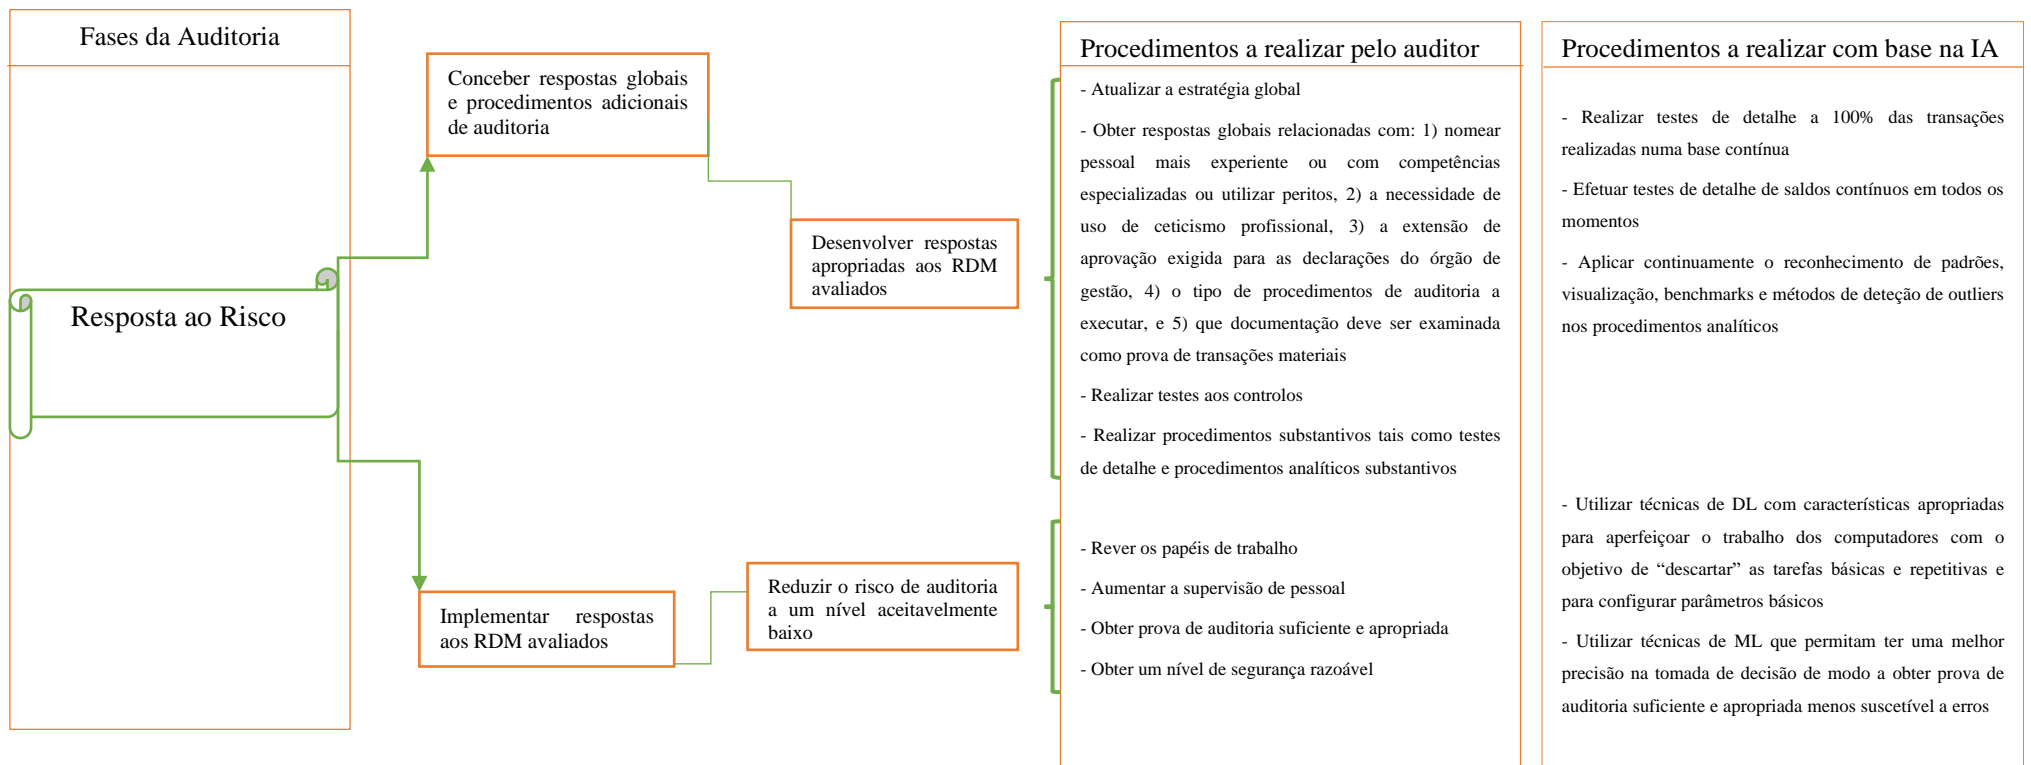 Fases da Auditoria
Resposta ao Risco
Conceber respostas globais
e procedimentos adicionais
de auditoria
Desenvolver respostas
apropriadas aos RDM
avaliados
Implementar respostas
aos RDM avaliados
Reduzir o risco de auditoria
a um nível aceitavelmente
baixo
Procedimentos a realizar pelo auditor
- Atualizar a estratégia global
- Obter respostas globais relacionadas com: 1) nomear
pessoal mais experiente ou com competências
especializadas ou utilizar peritos, 2) a necessidade de
uso de ceticismo profissional, 3) a extensão de
aprovação exigida para as declarações do órgão de
gestão, 4) o tipo de procedimentos de auditoria a
executar, e 5) que documentação deve ser examinada
como prova de transações materiais
- Realizar testes aos controlos
- Realizar procedimentos substantivos tais como testes
de detalhe e procedimentos analíticos substantivos
- Rever os papéis de trabalho
- Aumentar a supervisão de pessoal
- Obter prova de auditoria suficiente e apropriada
- Obter um nível de segurança razoável
Procedimentos a realizar com base na IA
- Realizar testes de detalhe a 100% das transações
realizadas numa base contínua
- Efetuar testes de detalhe de saldos contínuos em todos os
momentos
- Aplicar continuamente o reconhecimento de padrões,
visualização, benchmarks e métodos de deteção de outliers
nos procedimentos analíticos
- Utilizar técnicas de DL com características apropriadas
para aperfeiçoar o trabalho dos computadores com o
objetivo de “descartar” as tarefas básicas e repetitivas e
para configurar parâmetros básicos
- Utilizar técnicas de ML que permitam ter uma melhor
precisão na tomada de decisão de modo a obter prova de
auditoria suficiente e apropriada menos suscetível a erros